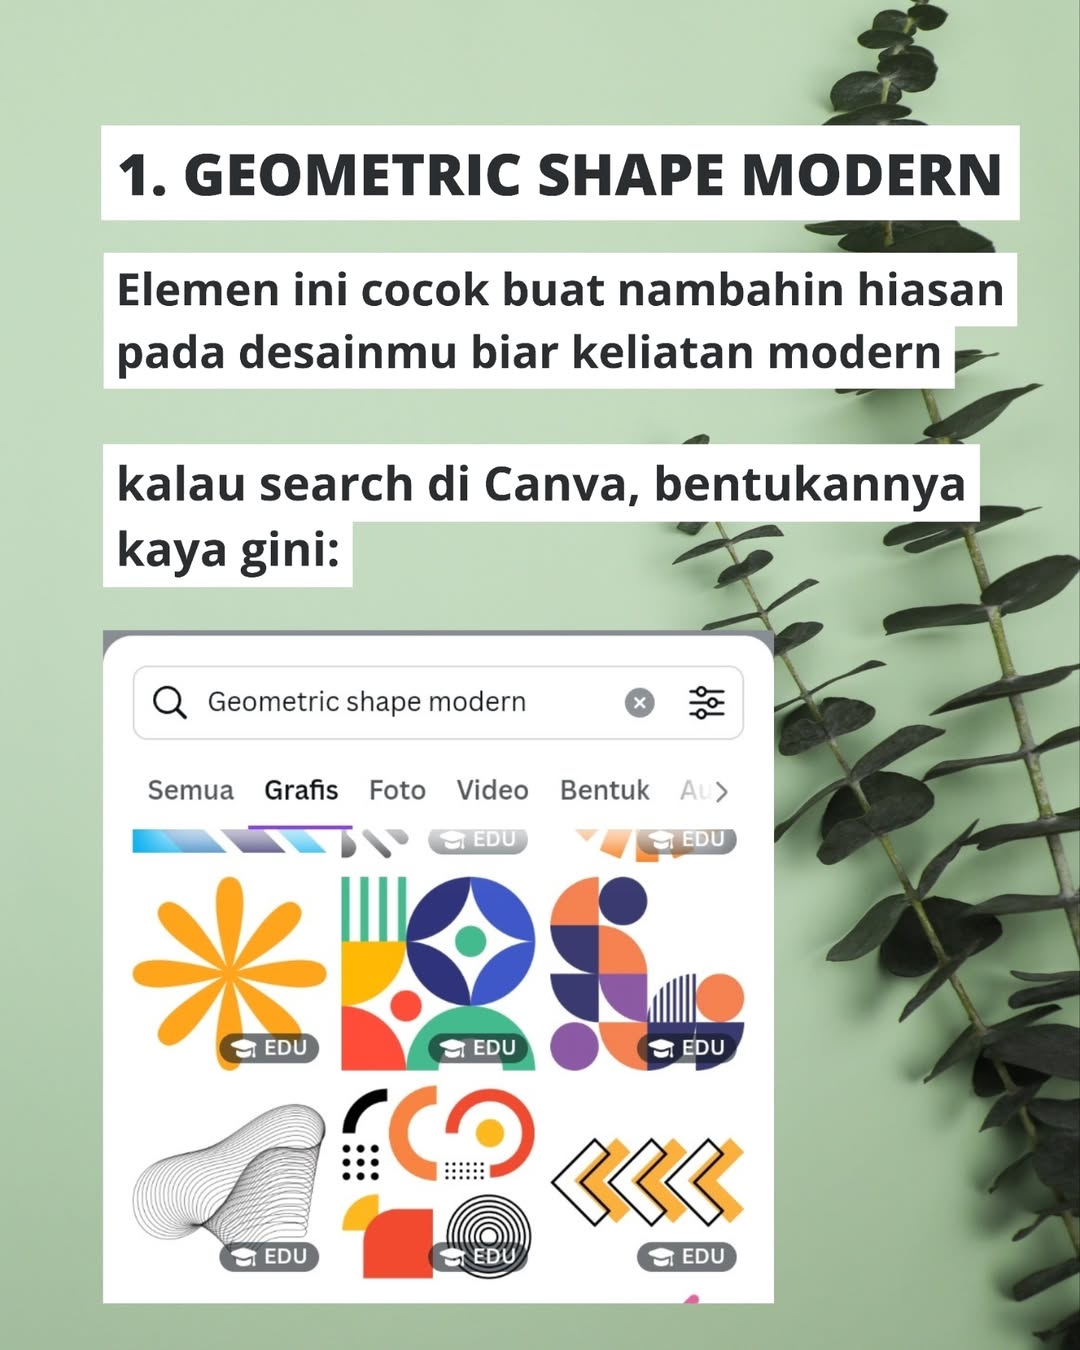 1. GEOMETRIC SHAPE MODERN
Elemen ini cocok buat nambahin hiasan
pada desainmu biar keliatan modern
kalau search di Canva, bentukannya
kaya gini:
Geometric shape modern
Semua Grafis Foto Video Bentuk Au
EDU EDU
EDU EDU EDU
EDU EDU EDU